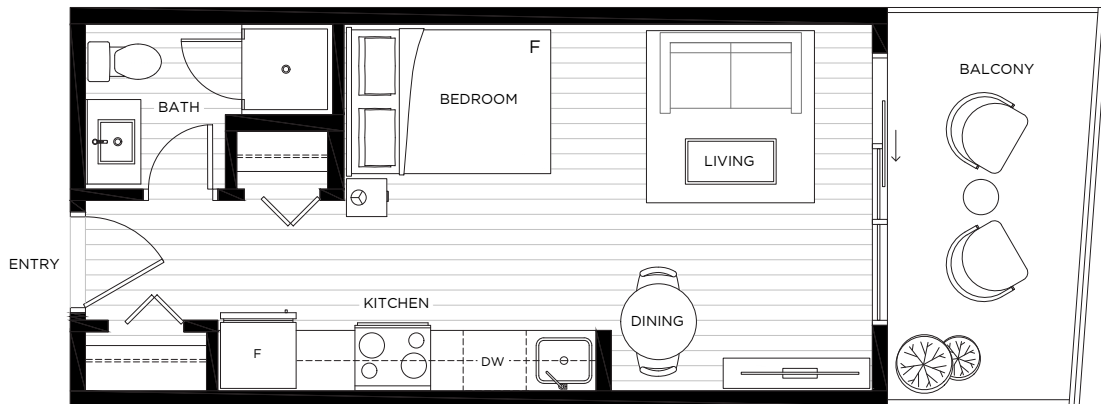 F
BALCONY
BEDROOM
BATH
LIVING
ENTRY
KITCHEN
DINING
F
DW